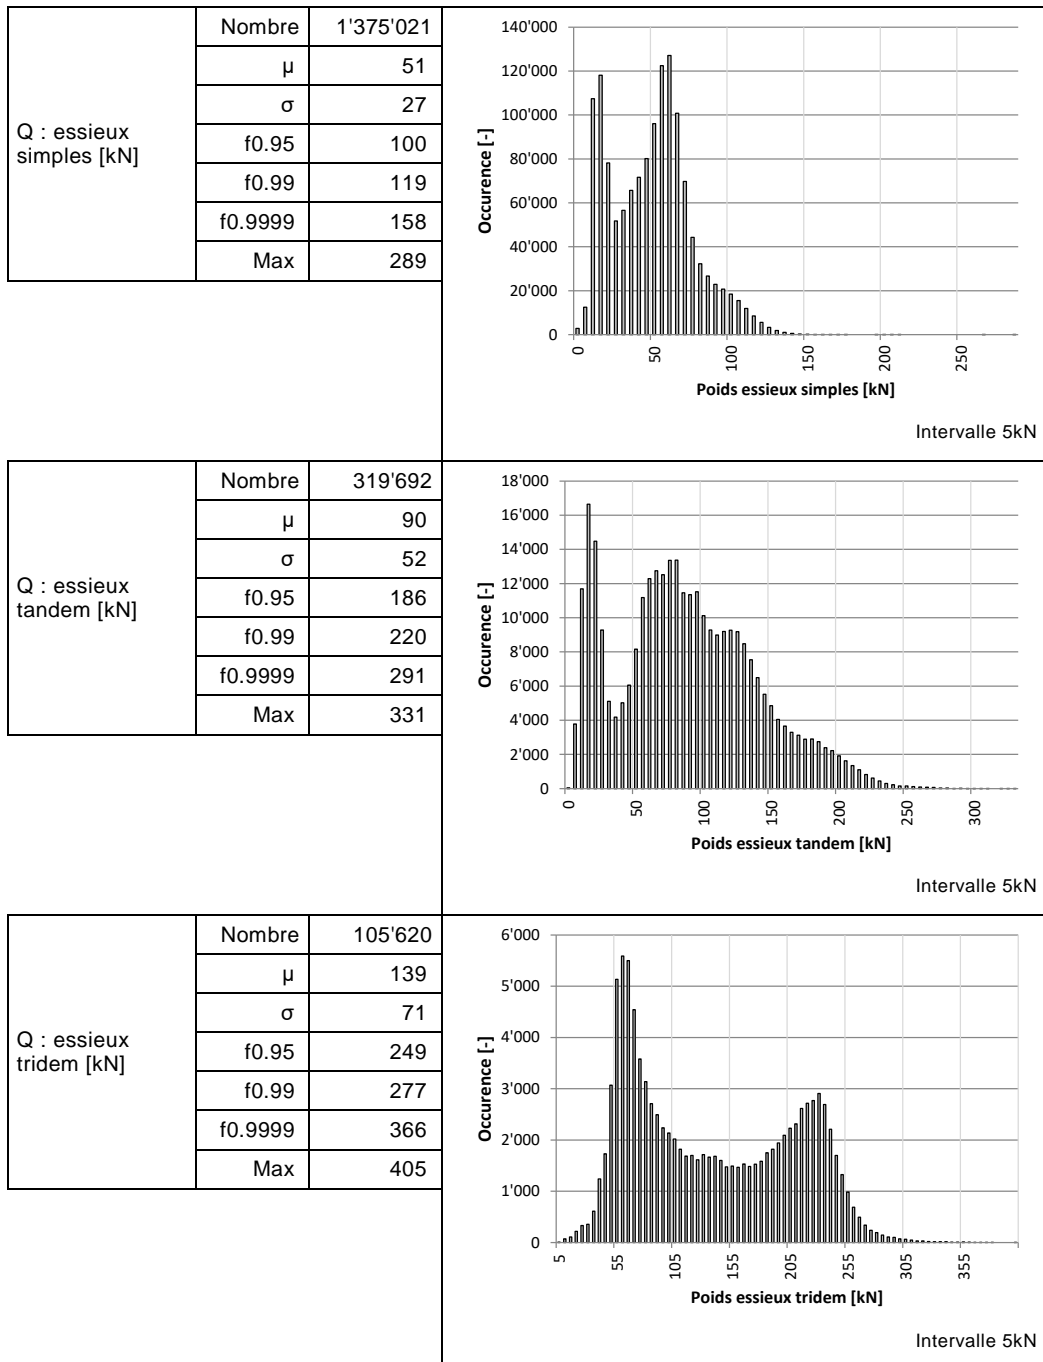 Q : essieux
simples [kN]
Nombre 1'375'021
μ 51
σ 27
f0.95 100
f0.99 119
f0.9999 158
Max 289
140'000
120'000
100'000
80'000
60'000
40'000
20'000
0
Occurence [-]
0 50 100 150 200 250
Poids essieux simples [kN]
Intervalle 5kN
Q : essieux
tandem [kN]
Nombre 319'692
μ 90
σ 52
f0.95 186
f0.99 220
f0.9999 291
Max 331
18'000
16'000
14'000
12'000
10'000
8'000
6'000
4'000
2'000
0
Occurence [-]
0 50 100 150 200 250 300
Poids essieux tandem [kN]
Intervalle 5kN
Q : essieux
tridem [kN]
Nombre 105'620
μ 139
σ 71
f0.95 249
f0.99 277
f0.9999 366
Max 405
6'000
5'000
4'000
3'000
2'000
1'000
0
Occurence [-]
5 55 105 155 205 255 305 355
Poids essieux tridem [kN]
Intervalle 5kN